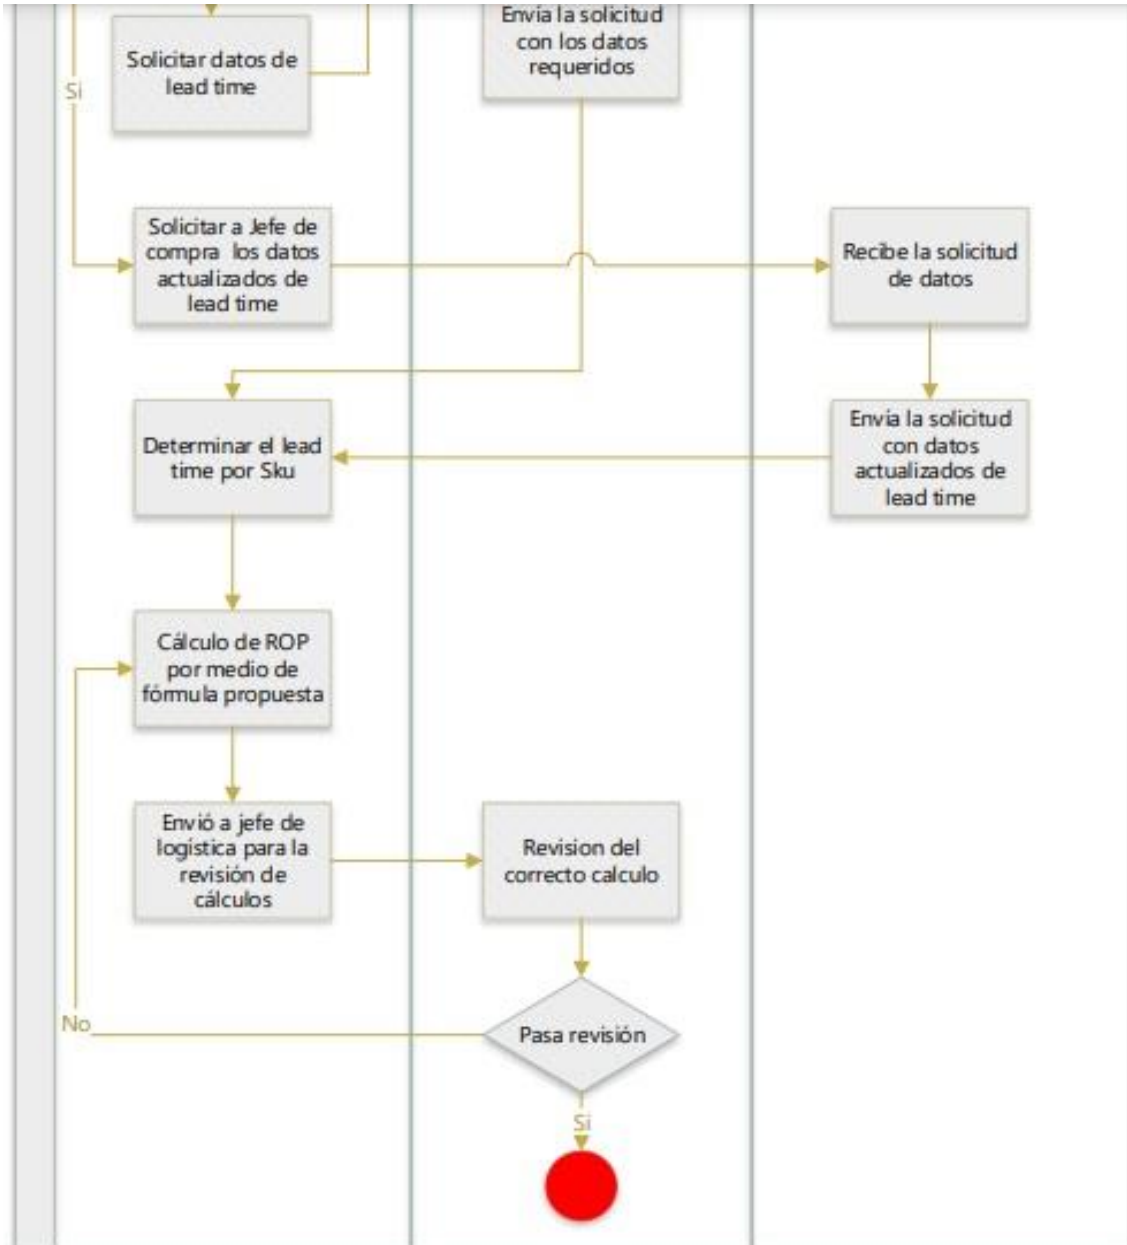 Envía la solicitud
con los datos
requeridos
Solicitar datos de
lead time
Si
Solicitar a Jefe de
compra los datos
actualizados de
lead time
Recibe la solicitud
de datos
Determinar el lead
time por Sku
Envía la solicitud
con datos
actualizados de
lead time
Cálculo de ROP
por medio de
fórmula propuesta
Envió a jefe de
logística para la
revisión de
cálculos
Revision del
correcto calculo
No
Pasa revisión
Si